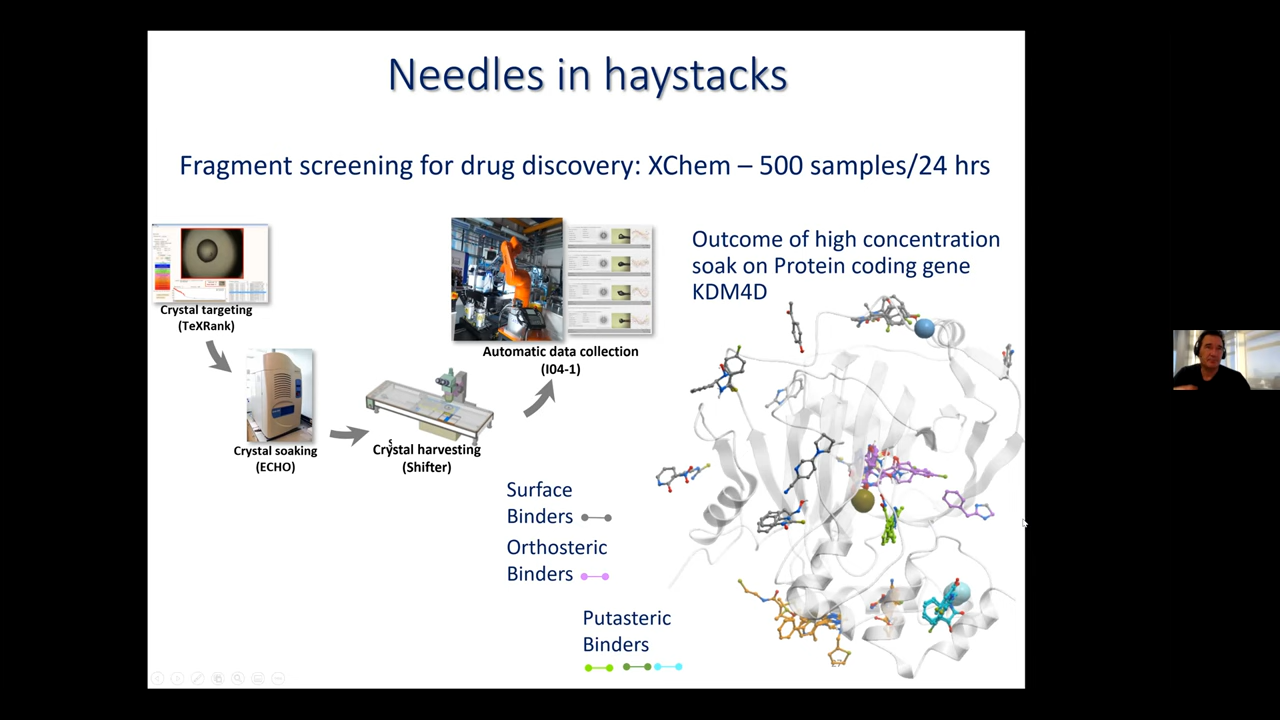 Needles in haystacks
Fragment screening for drug discovery: XChem – 500 samples/24 hrs
Crystal targeting
(TeXRank)
Crystal soaking
(ECHO)
Crystal harvesting
(Shifter)
Automatic data collection
(I04-1)
Outcome of high concentration
soak on Protein coding gene
KDM4D
Surface
Binders
Orthosteric
Binders
Putasteric
Binders